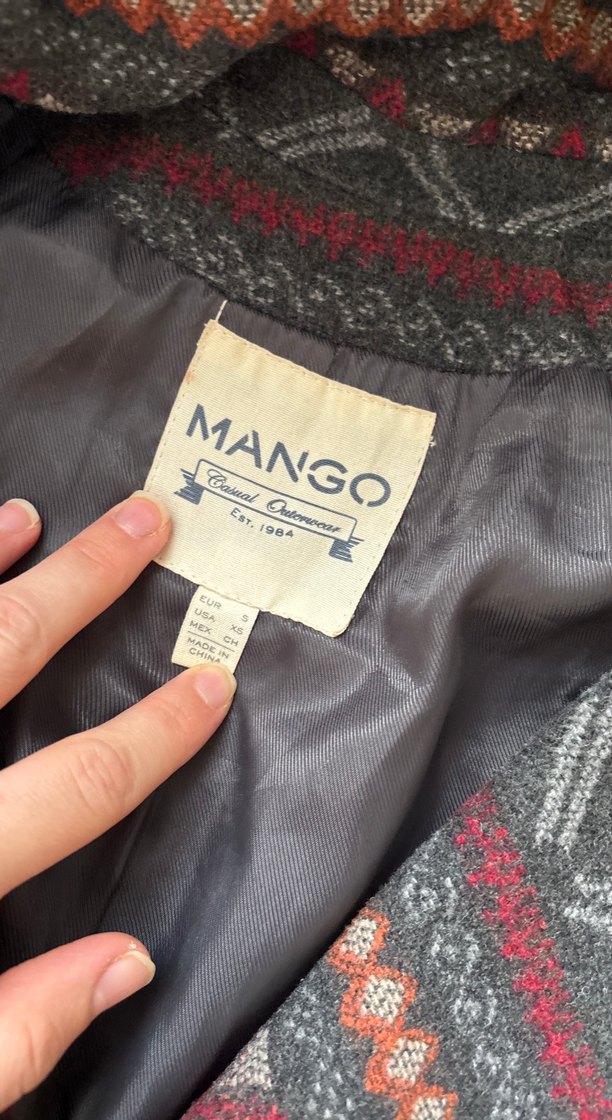 MANGO
Casual Outerwear
EST. 1984
EUR S
USA XS
MEX CH
MADE IN
CHINA